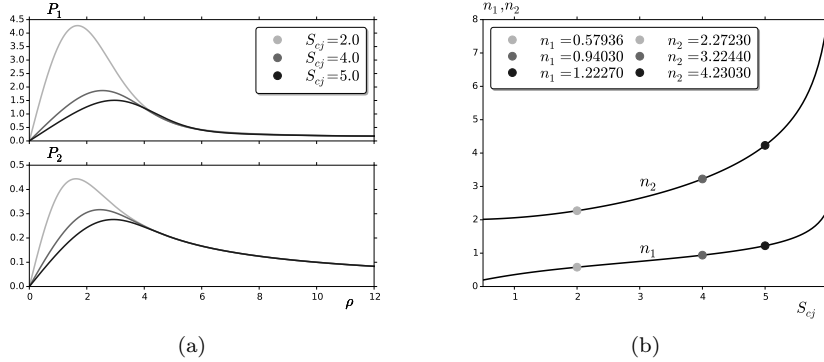 P₁
4.5
4.0
3.5
3.0
2.5
2.0
1.5
1.0
0.5
0.0
S_cj=2.0
S_cj=4.0
S_cj=5.0
P₂
0.5
0.4
0.3
0.2
0.1
0.0
0 2 4 6 8 10 12
ρ
(a)
n₁,n₂
8
7
6
5
4
3
2
1
0
n₁=0.57936 n₂=2.27230
n₁=0.94030 n₂=3.22440
n₁=1.22270 n₂=4.23030
n₂
n₁
1 2 3 4 5
S_cj
(b)